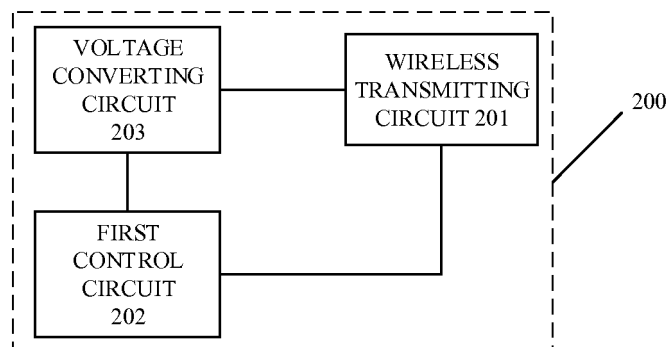 VOLTAGE
CONVERTING
CIRCUIT
203
WIRELESS
TRANSMITTING
CIRCUIT 201
200
FIRST
CONTROL
CIRCUIT
202